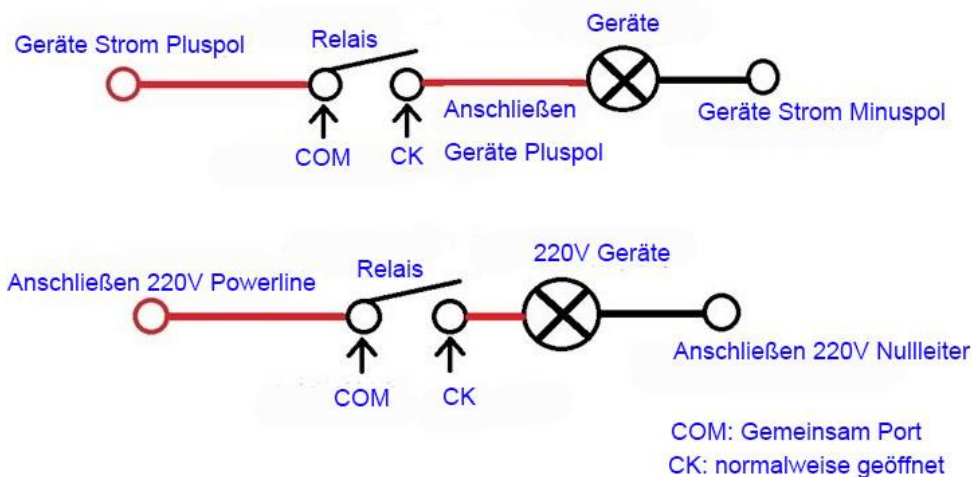 Geräte
Geräte Strom Pluspol
Relais
Anschließen
Geräte Pluspol
Geräte Strom Minuspol
COM
CK
220V Geräte
Anschließen 220V Powerline
Relais
Anschließen 220V Nullleiter
COM
CK
COM: Gemeinsam Port
CK: normalweise geöffnet